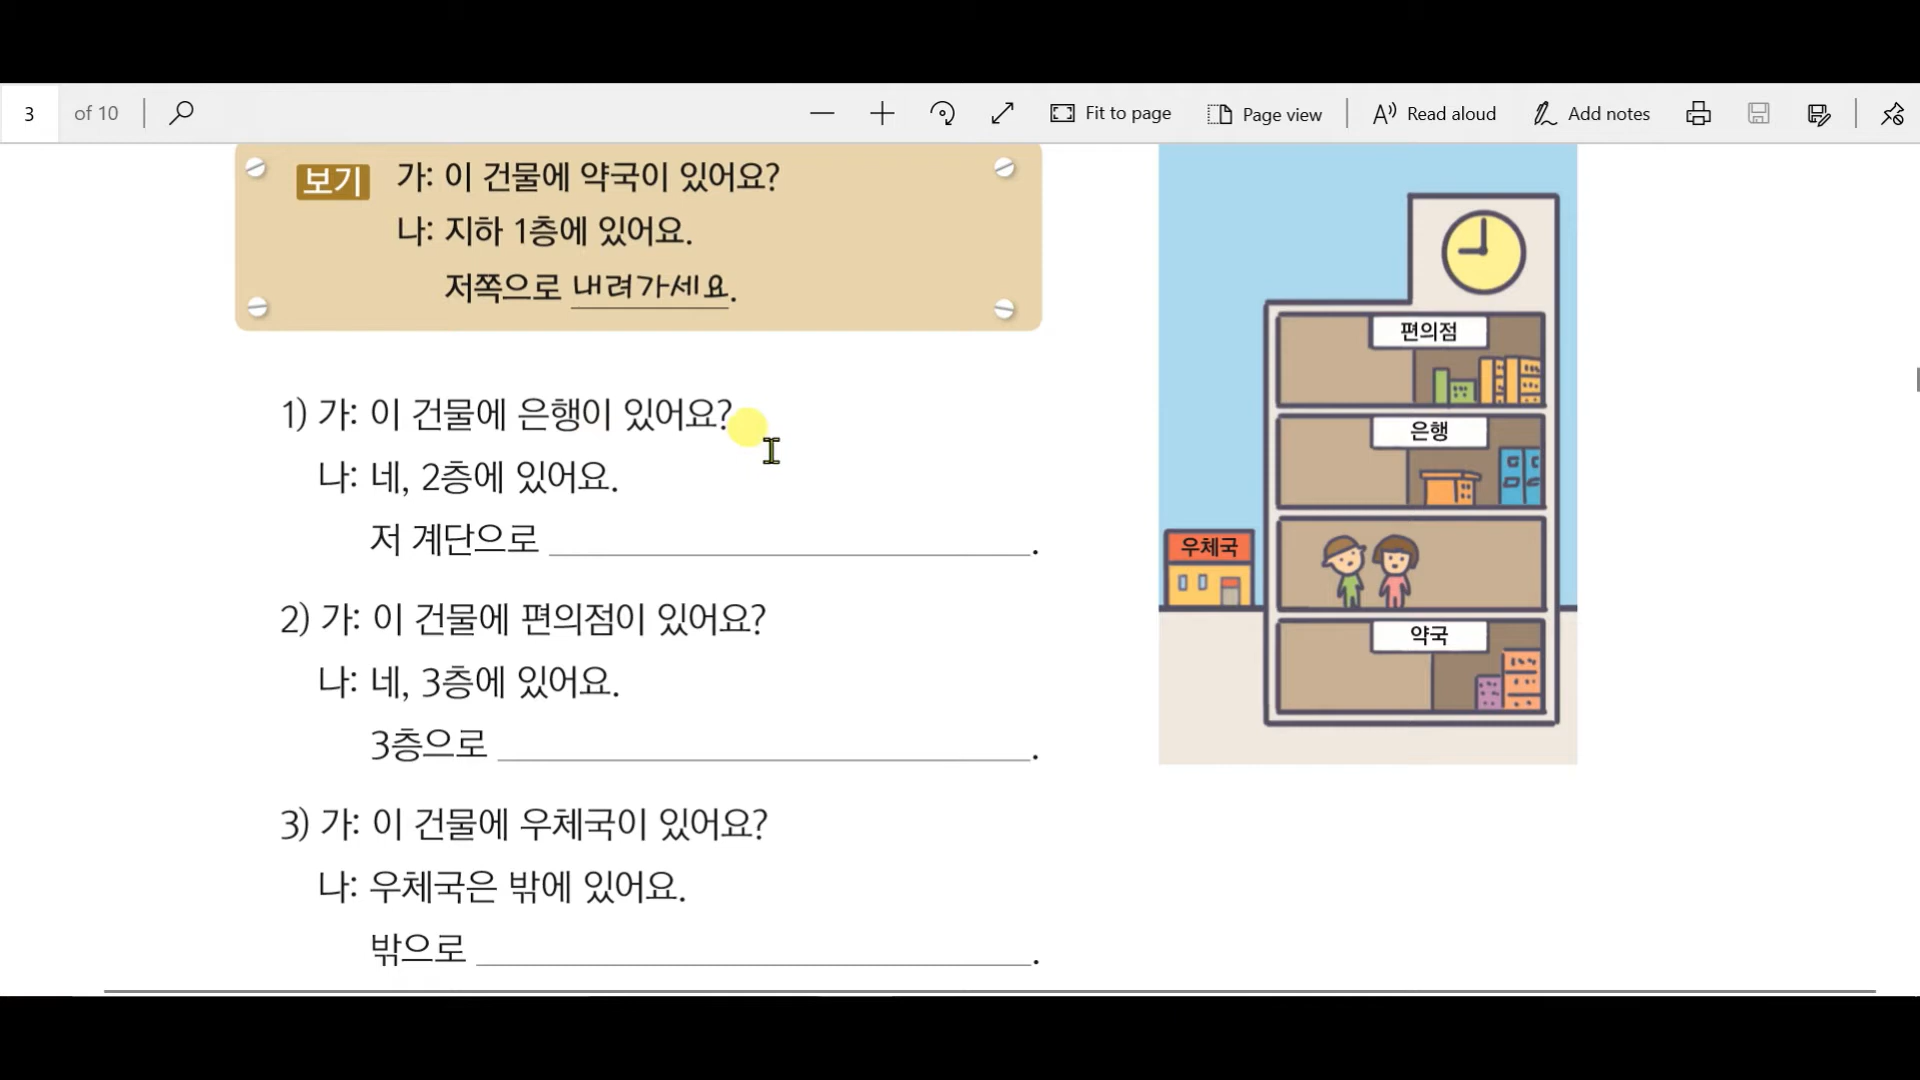 3 of 10 Fit to page Page view Read aloud Add notes
보기 가: 이 건물에 약국이 있어요?
나: 지하 1층에 있어요.
저쪽으로 내려가세요.
1) 가: 이 건물에 은행이 있어요?
나: 네, 2층에 있어요.
저 계단으로 .
2) 가: 이 건물에 편의점이 있어요?
나: 네, 3층에 있어요.
3층으로 .
3) 가: 이 건물에 우체국이 있어요?
나: 우체국은 밖에 있어요.
밖으로 .
편의점
은행
우체국
약국